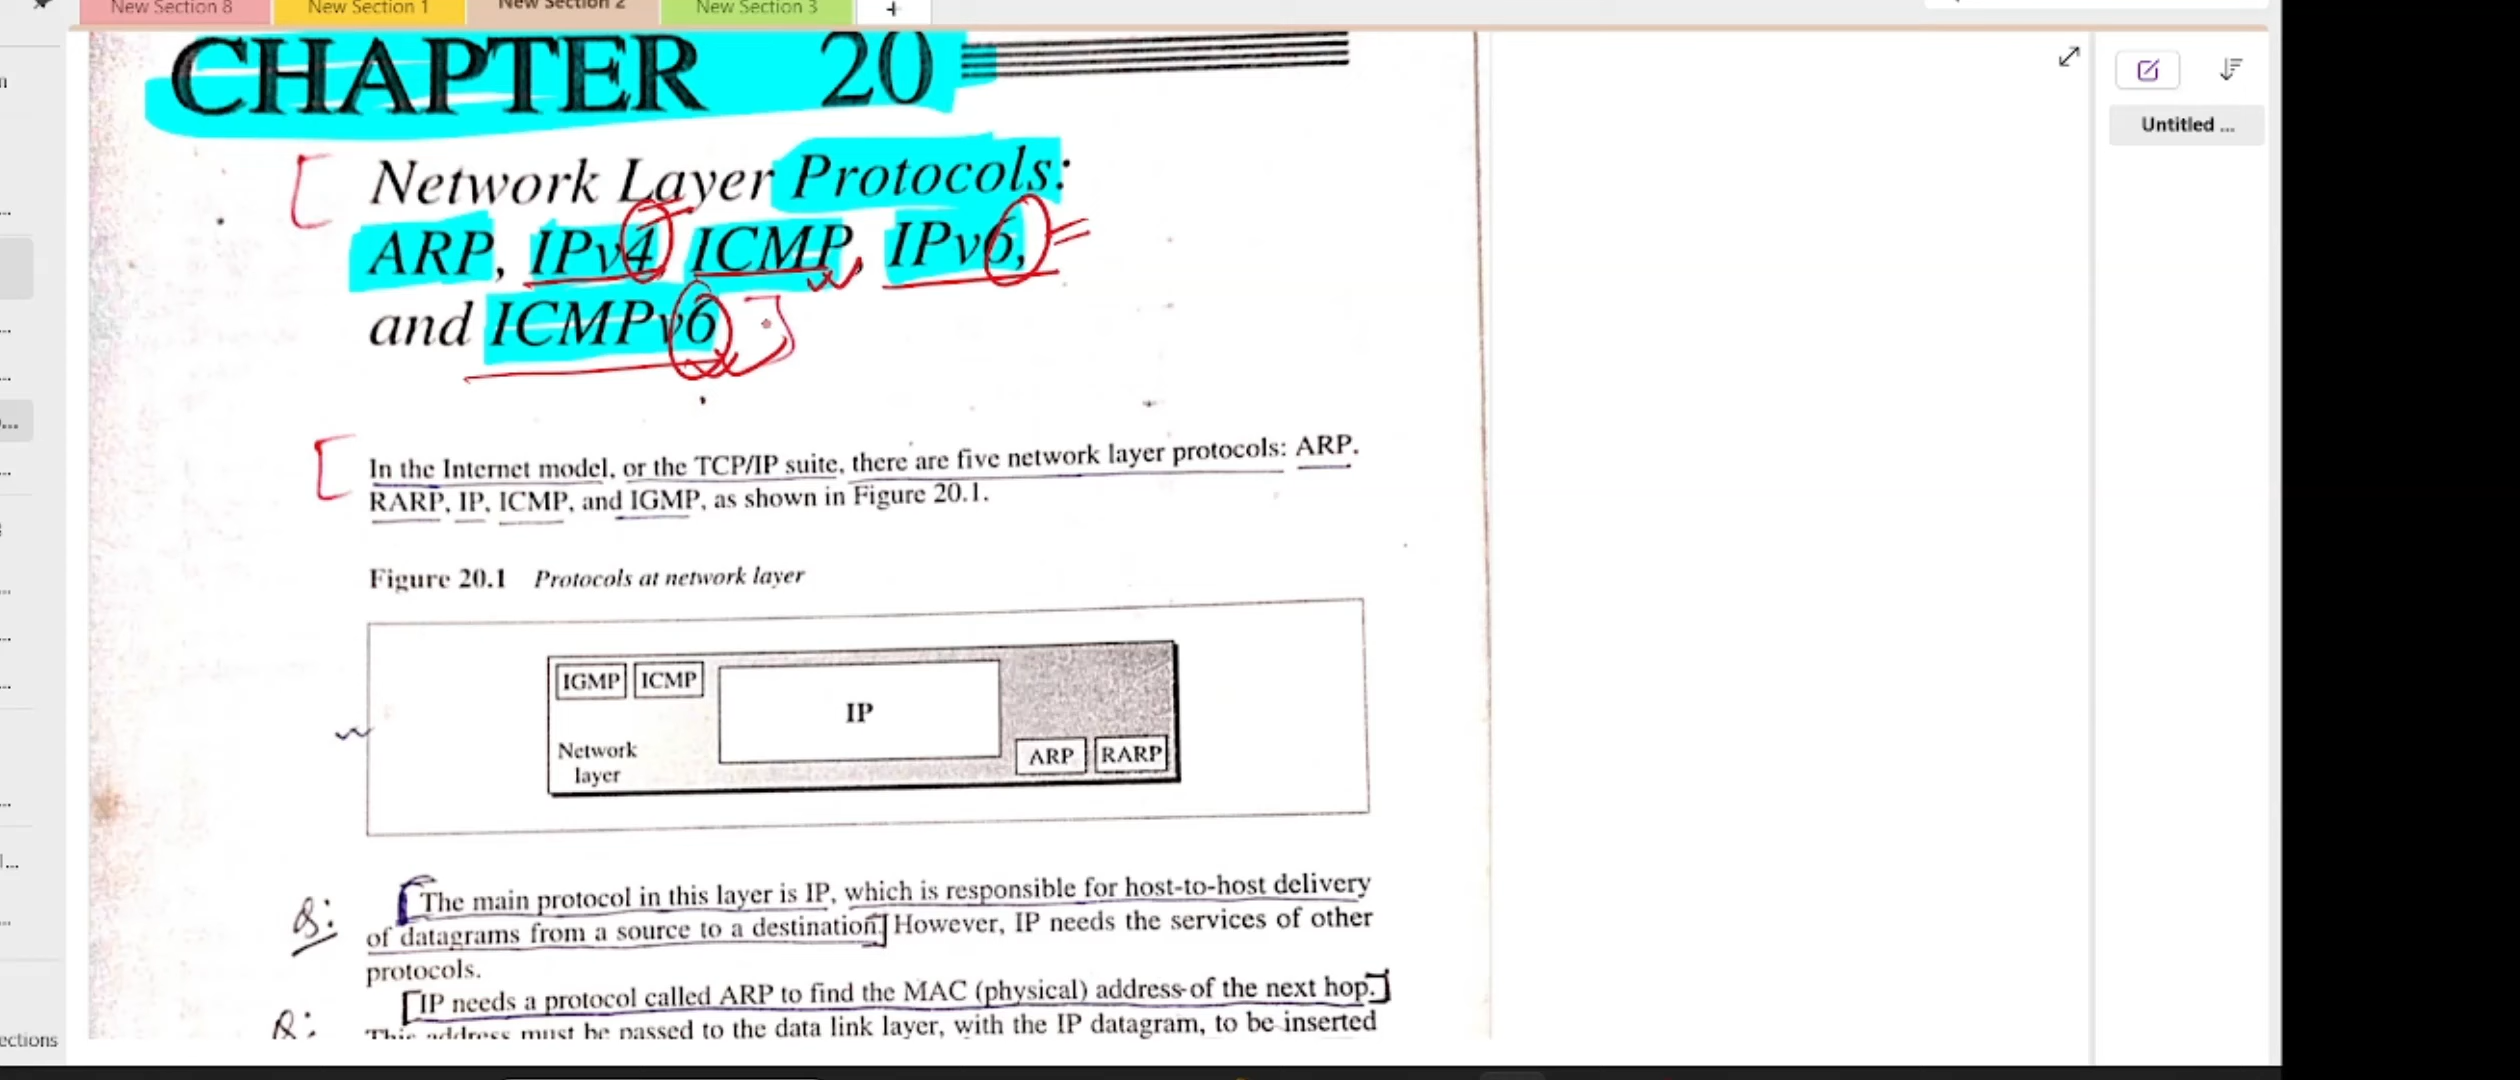 New Section 8 New Section 1 New Section 2 New Section 3 +
Untitled ...
CHAPTER 20
Network Layer Protocols:
ARP, IPv4 ICMP, IPv6,
and ICMPv6
In the Internet model, or the TCP/IP suite, there are five network layer protocols: ARP,
RARP, IP, ICMP, and IGMP, as shown in Figure 20.1.
Figure 20.1 Protocols at network layer
IGMP ICMP
IP
Network
layer
ARP RARP
Q: The main protocol in this layer is IP, which is responsible for host-to-host delivery
of datagrams from a source to a destination. However, IP needs the services of other
protocols.
Q: IP needs a protocol called ARP to find the MAC (physical) address of the next hop.
This address must be passed to the data link layer, with the IP datagram, to be inserted
ections